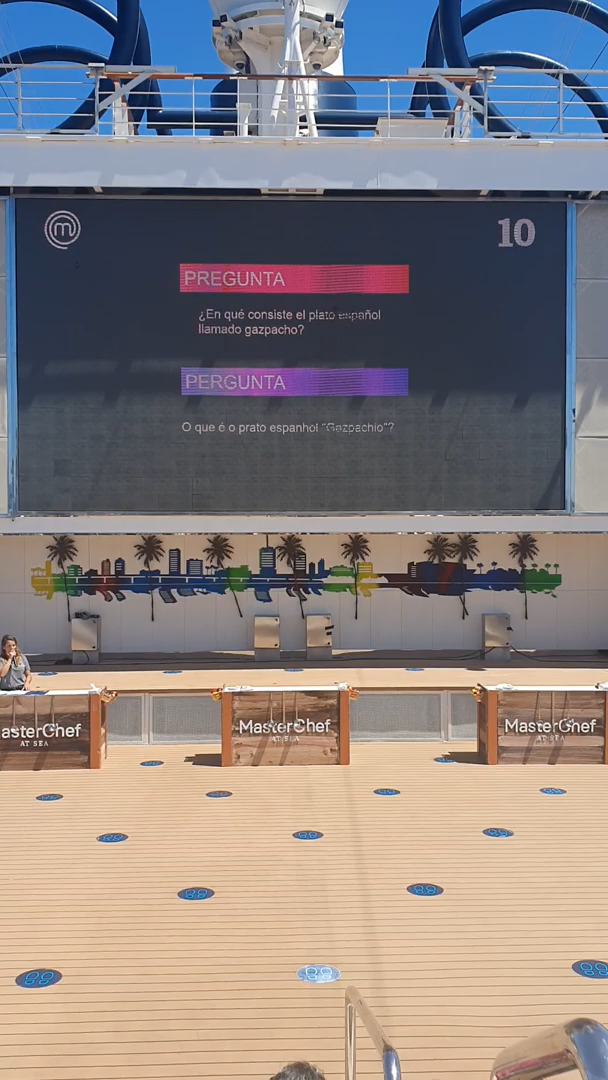 10
PREGUNTA
¿En qué consiste el plato español
llamado gazpacho?
PERGUNTA
O que é o prato espanhol "Gazpachio"?
asterChef
AT SEA
MasterChef
AT SEA
MasterChef
AT SEA